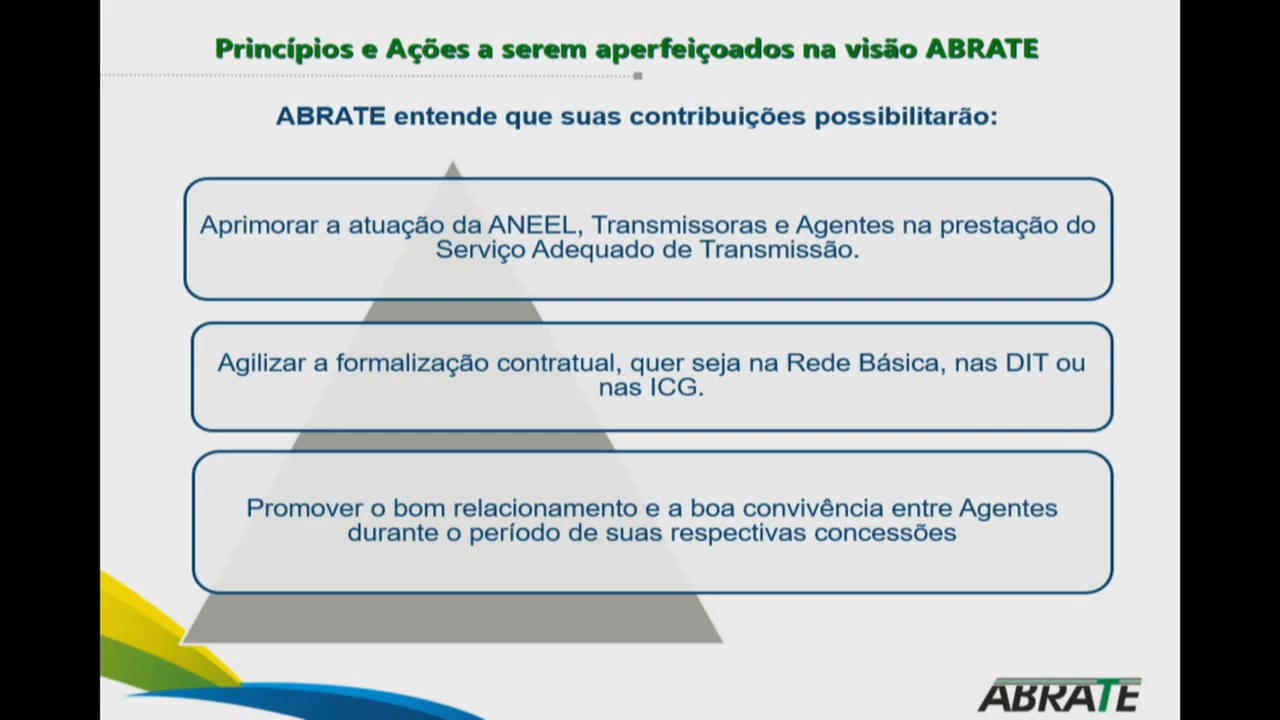 Princípios e Ações a serem aperfeiçoados na visão ABRATE
ABRATE entende que suas contribuições possibilitarão:
Aprimorar a atuação da ANEEL, Transmissoras e Agentes na prestação do
Serviço Adequado de Transmissão.
Agilizar a formalização contratual, quer seja na Rede Básica, nas DIT ou
nas ICG.
Promover o bom relacionamento e a boa convivência entre Agentes
durante o período de suas respectivas concessões
ABRATE